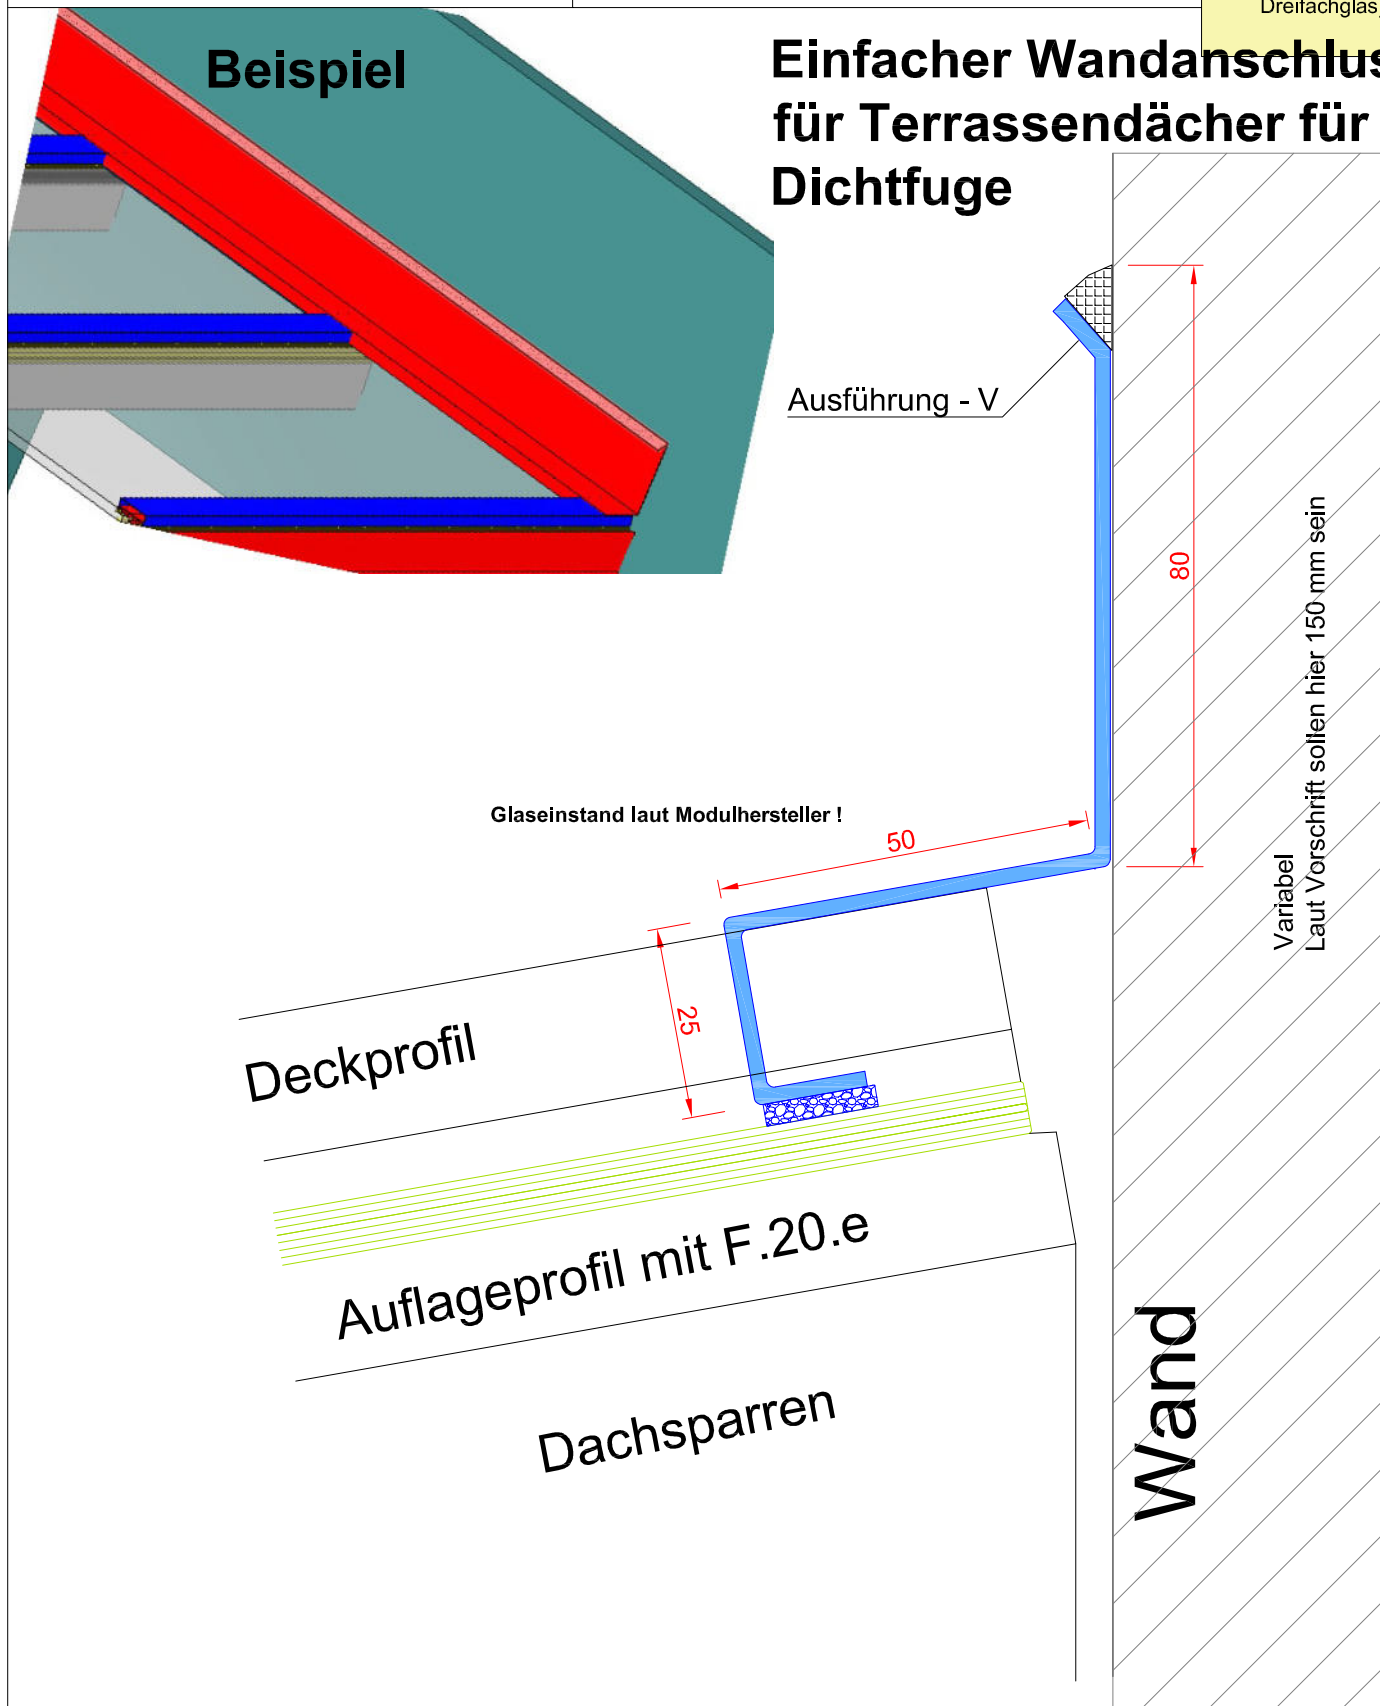 Dreifachglas,
Beispiel
Einfacher Wandanschlus
für Terrassendächer für
Dichtfuge
Ausführung - V
80
Variabel
Laut Vorschrift sollen hier 150 mm sein
Glaseinstand laut Modulhersteller !
50
25
Deckprofil
Auflageprofil mit F.20.e
Dachsparren
Wand